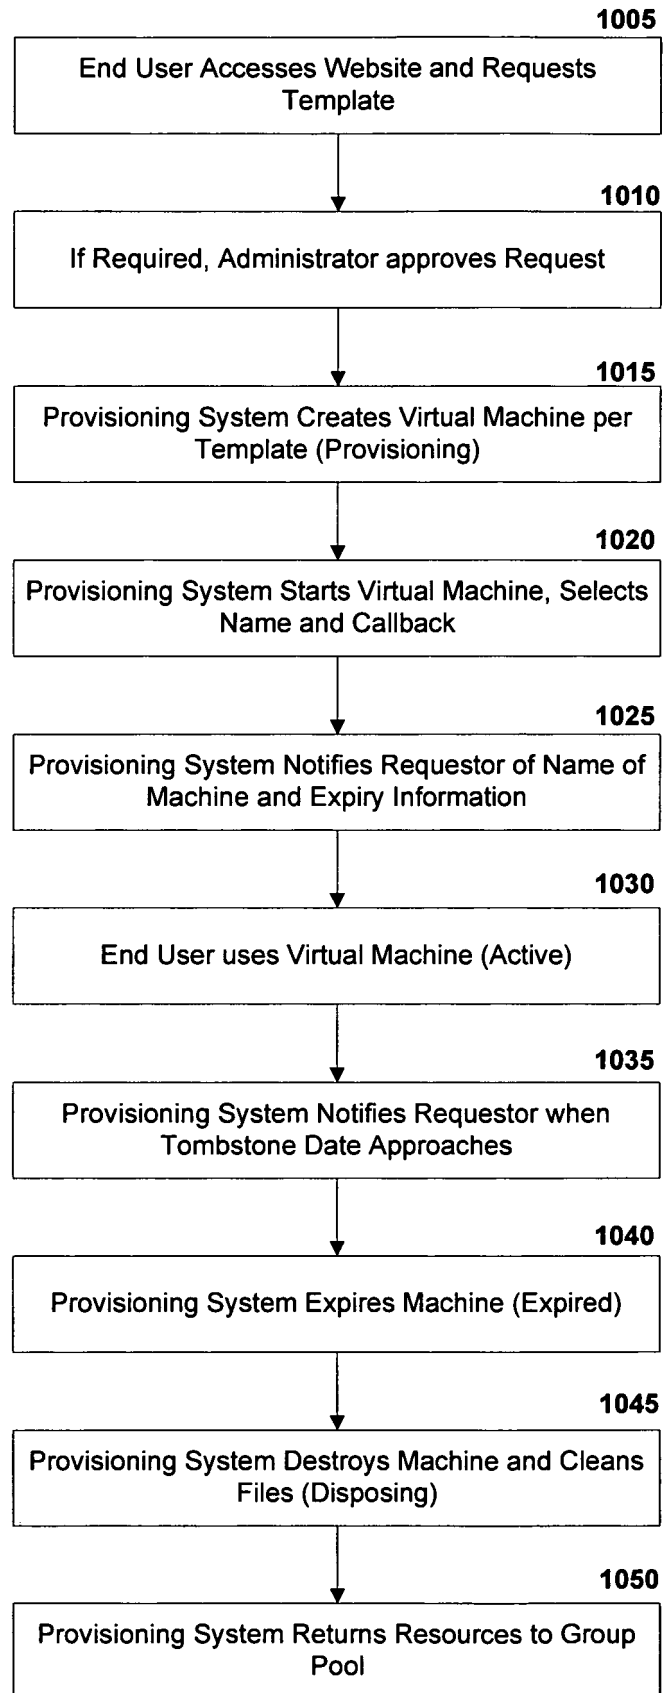 1005
End User Accesses Website and Requests
Template
1010
If Required, Administrator approves Request
1015
Provisioning System Creates Virtual Machine per
Template (Provisioning)
1020
Provisioning System Starts Virtual Machine, Selects
Name and Callback
1025
Provisioning System Notifies Requestor of Name of
Machine and Expiry Information
1030
End User uses Virtual Machine (Active)
1035
Provisioning System Notifies Requestor when
Tombstone Date Approaches
1040
Provisioning System Expires Machine (Expired)
1045
Provisioning System Destroys Machine and Cleans
Files (Disposing)
1050
Provisioning System Returns Resources to Group
Pool